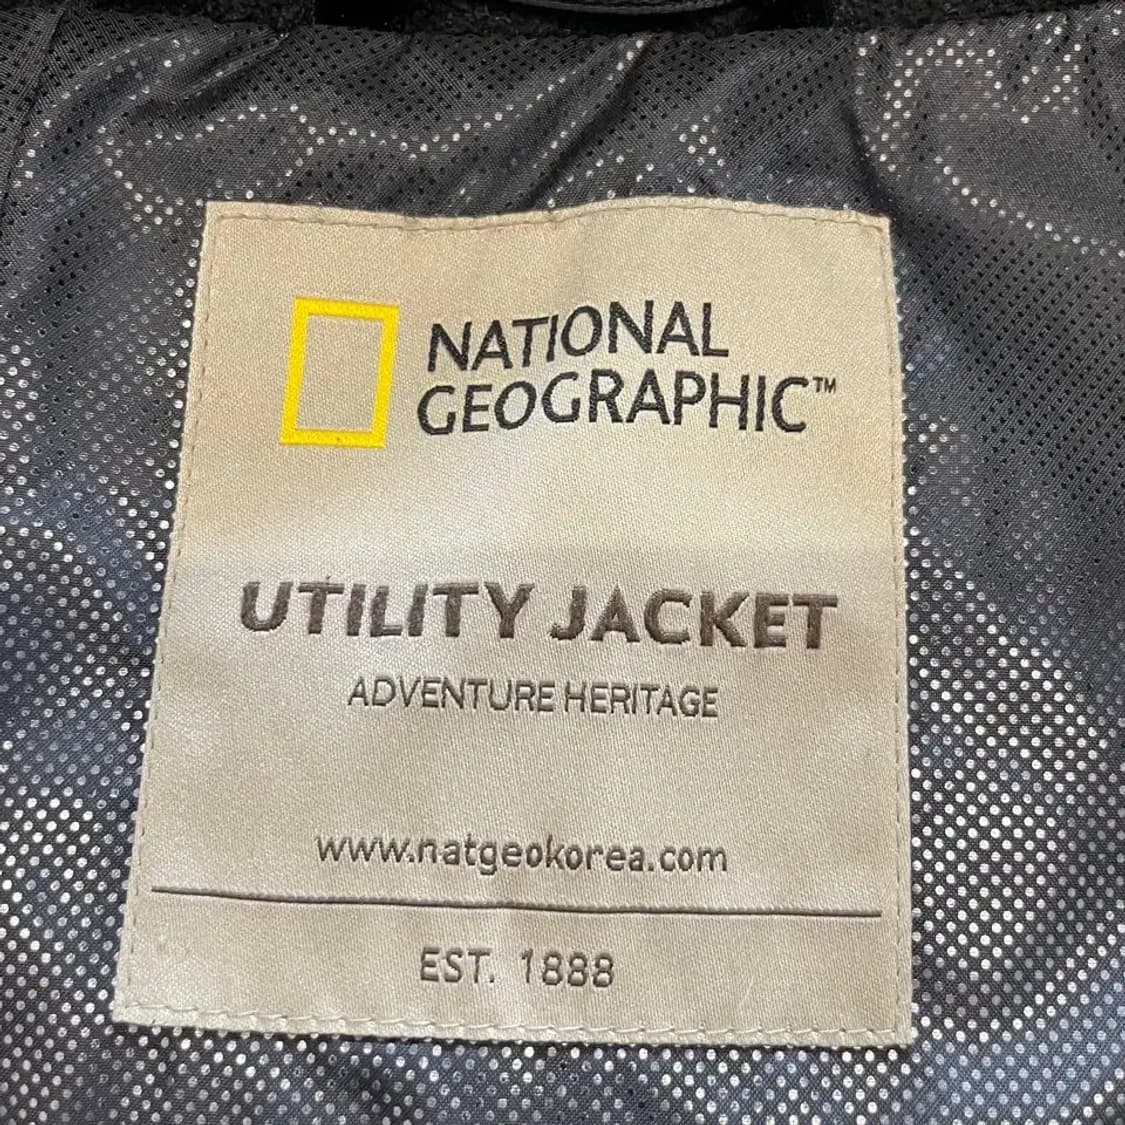 NATIONAL
GEOGRAPHIC™
UTILITY JACKET
ADVENTURE HERITAGE
www.natgeokorea.com
EST. 1888